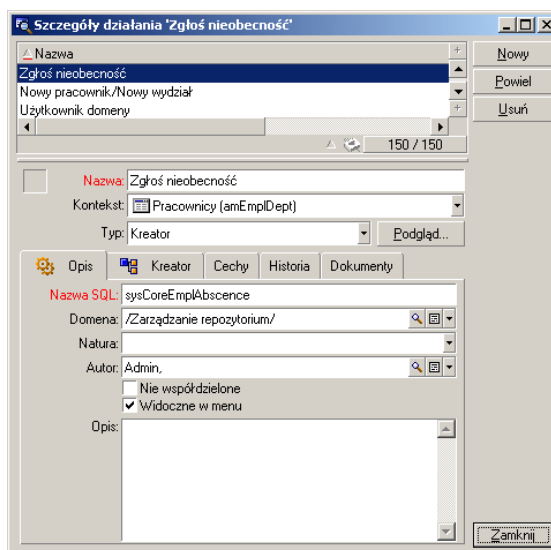 Szczegóły działania 'Zgłoś nieobecność'
Nazwa
Nowy
Zgłoś nieobecność
Powiel
Nowy pracownik/Nowy wydział
Użytkownik domeny
Usuń
150 / 150
Nazwa: Zgłoś nieobecność
Kontekst: Pracownicy (amEmplDept)
Typ: Kreator Podgląd...
Opis Kreator Cechy Historia Dokumenty
Nazwa SQL: sysCoreEmplAbscence
Domena: /Zarządzanie repozytorium/
Natura:
Autor: Admin,
Nie współdzielone
Widoczne w menu
Opis:
Zamknij